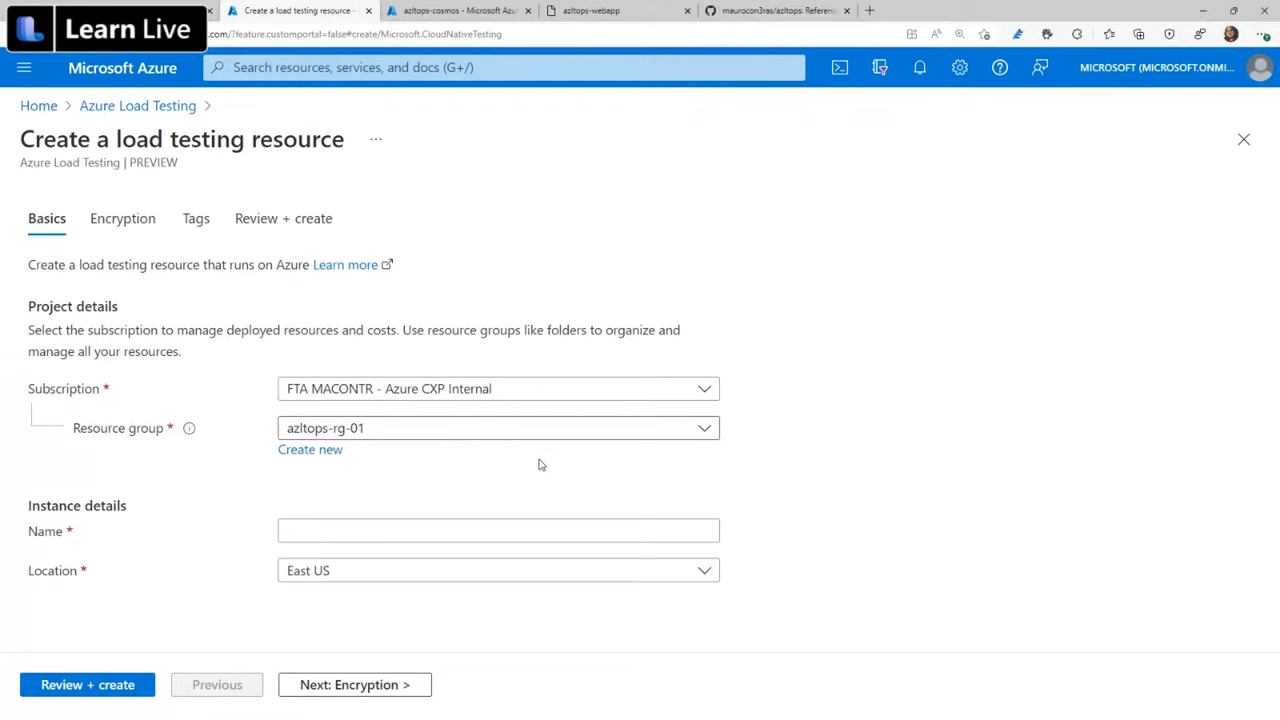 Learn Live
Create a load testing resource -
azltops-cosmos - Microsoft Azu
azltops-webapp
maurocon3ras/azltops: Referenc
.com/?feature.customportal=false#create/Microsoft.CloudNativeTesting
Microsoft Azure
Search resources, services, and docs (G+/)
MICROSOFT (MICROSOFT.ONMI...
Home > Azure Load Testing >
Create a load testing resource ...
Azure Load Testing | PREVIEW
Basics Encryption Tags Review + create
Create a load testing resource that runs on Azure Learn more
Project details
Select the subscription to manage deployed resources and costs. Use resource groups like folders to organize and
manage all your resources.
Subscription * FTA MACONTR - Azure CXP Internal
Resource group * azltops-rg-01
Create new
Instance details
Name *
Location * East US
Review + create Previous Next: Encryption >